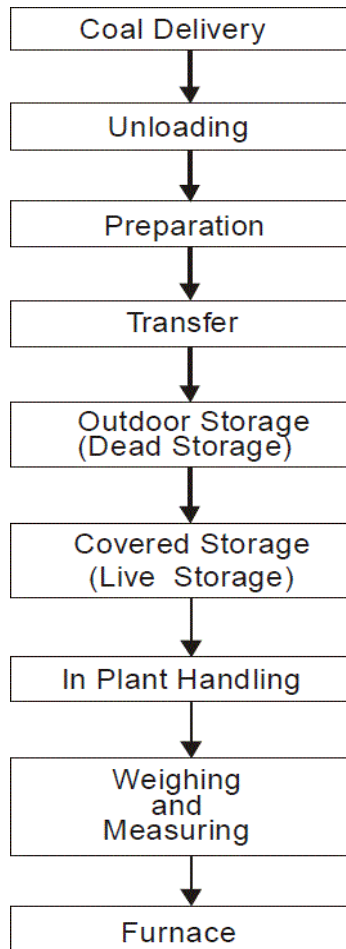 Coal Delivery
Unloading
Preparation
Transfer
Outdoor Storage
(Dead Storage)
Covered Storage
(Live Storage)
In Plant Handling
Weighing
and
Measuring
Furnace